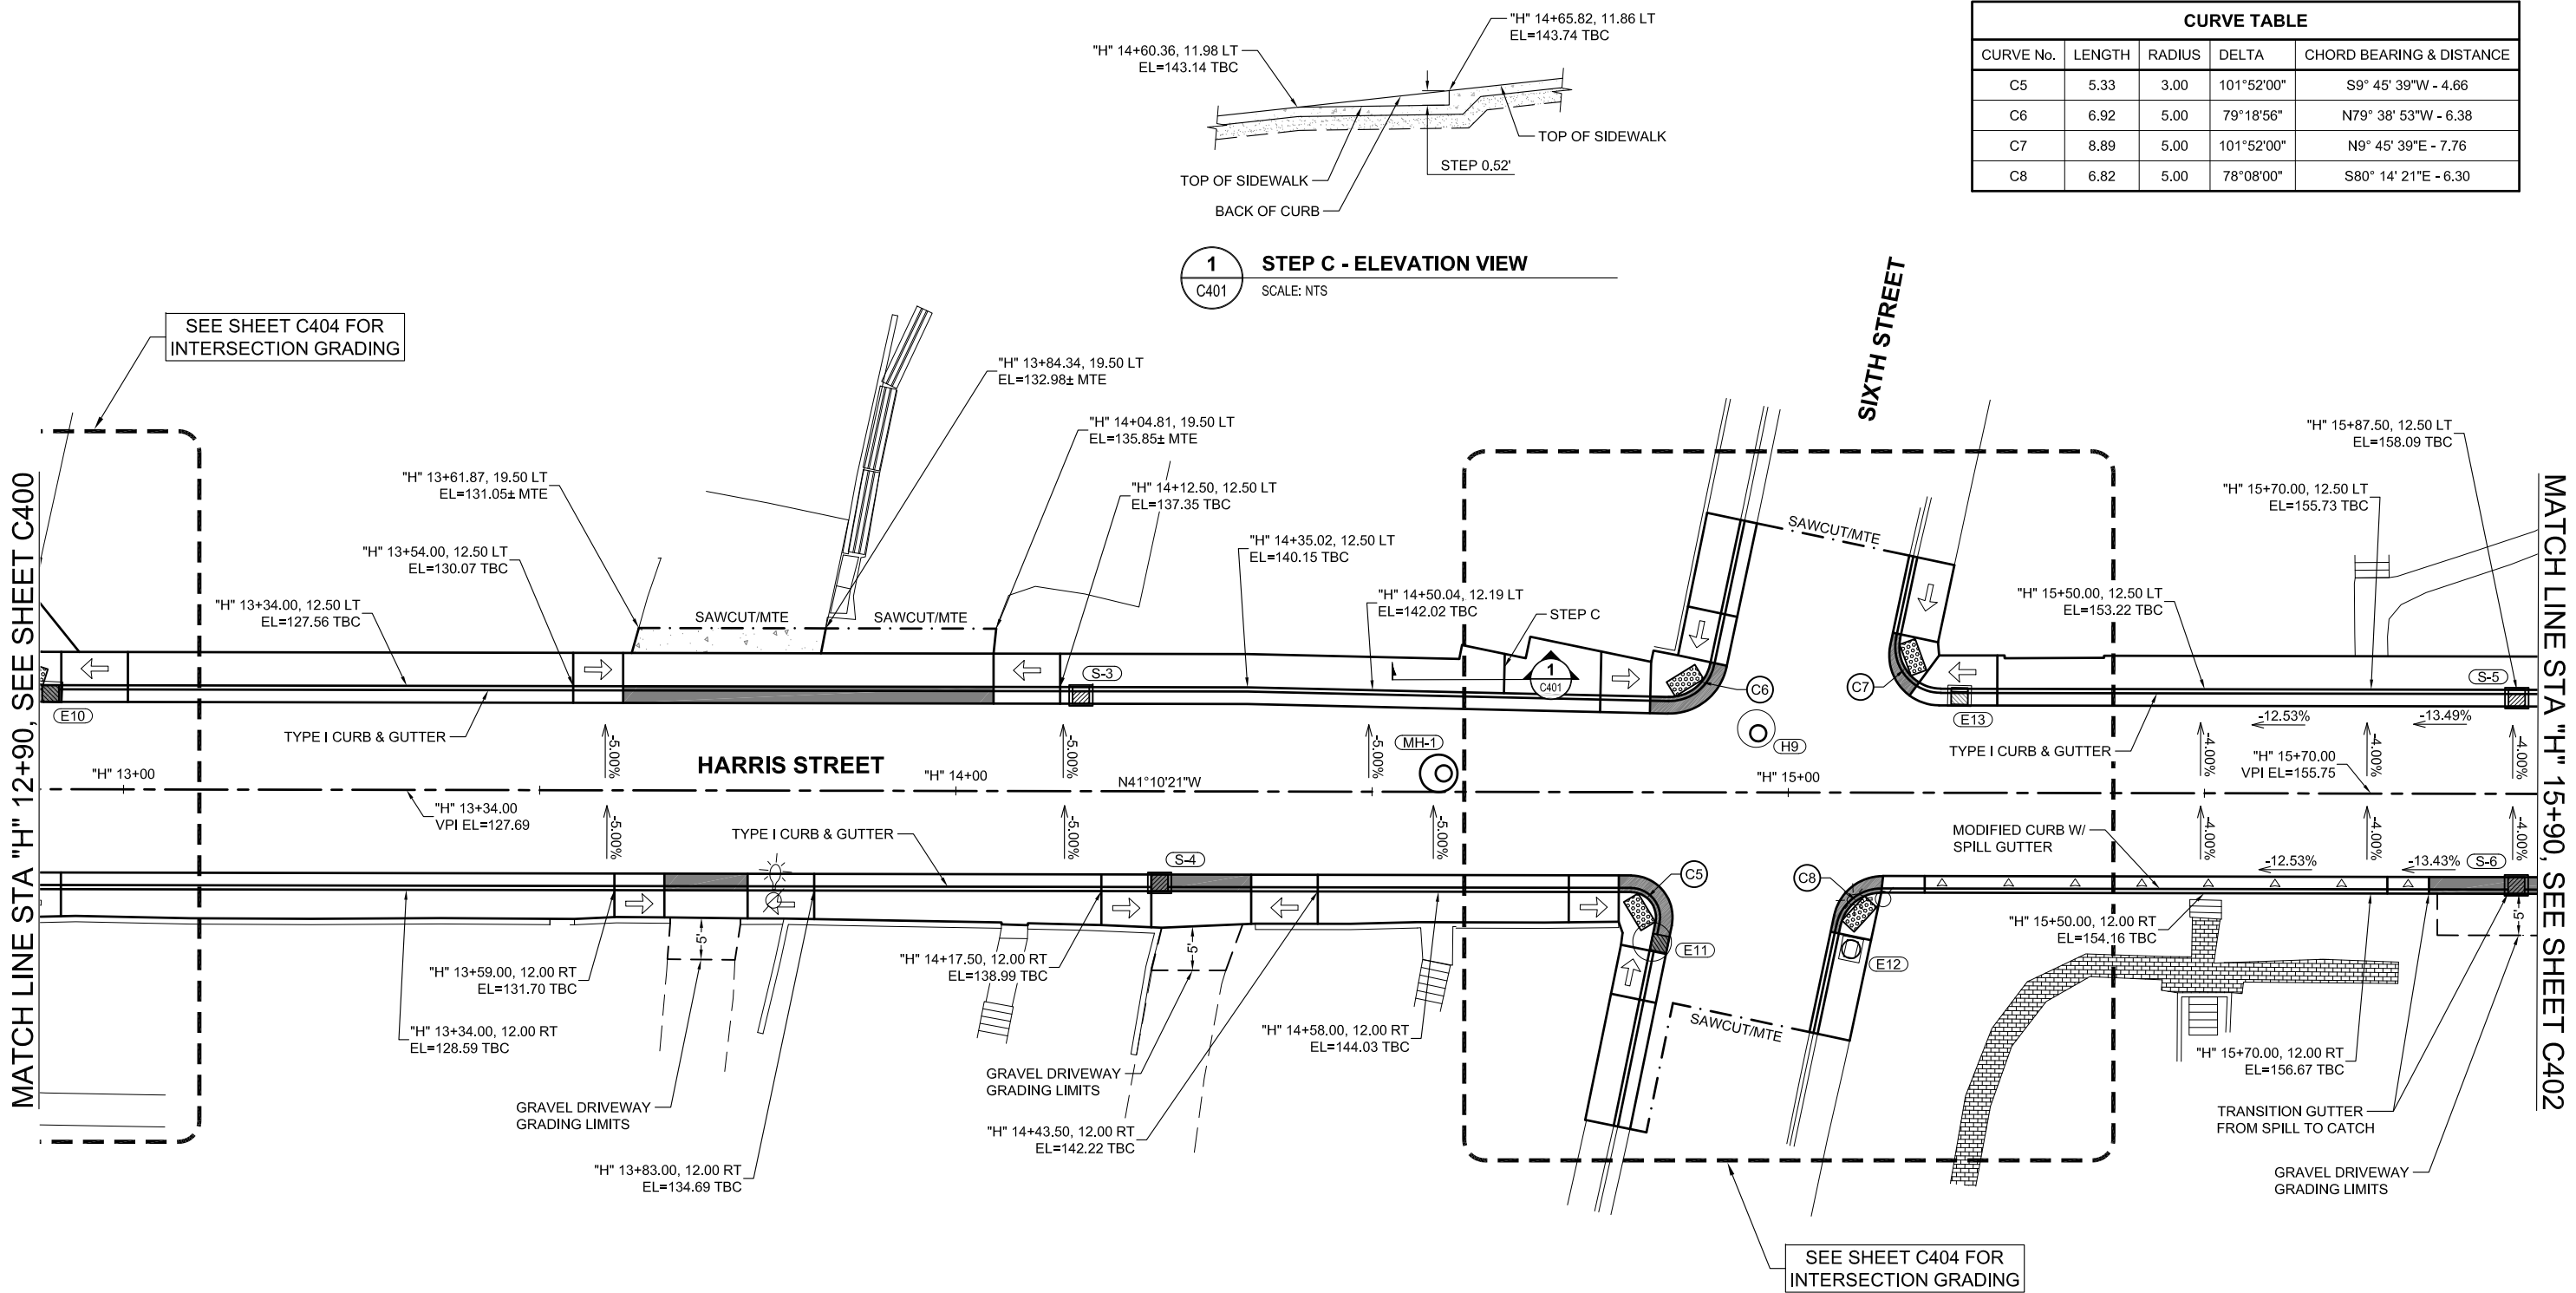 "H" 14+65.82, 11.86 LT
EL=143.74 TBC
"H" 14+60.36, 11.98 LT
EL=143.14 TBC
TOP OF SIDEWALK
STEP 0.52'
TOP OF SIDEWALK
BACK OF CURB
1
C401
STEP C - ELEVATION VIEW
SCALE: NTS
CURVE TABLE
CURVE No. LENGTH RADIUS DELTA CHORD BEARING & DISTANCE
C5 5.33 3.00 101°52'00" S9° 45' 39"W - 4.66
C6 6.92 5.00 79°18'56" N79° 38' 53"W - 6.38
C7 8.89 5.00 101°52'00" N9° 45' 39"E - 7.76
C8 6.82 5.00 78°08'00" S80° 14' 21"E - 6.30
SEE SHEET C404 FOR
INTERSECTION GRADING
MATCH LINE STA "H" 12+90, SEE SHEET C400
"H" 13+84.34, 19.50 LT
EL=132.98± MTE
"H" 14+04.81, 19.50 LT
EL=135.85± MTE
"H" 13+61.87, 19.50 LT
EL=131.05± MTE
"H" 14+12.50, 12.50 LT
EL=137.35 TBC
"H" 13+54.00, 12.50 LT
EL=130.07 TBC
"H" 14+35.02, 12.50 LT
EL=140.15 TBC
"H" 13+34.00, 12.50 LT
EL=127.56 TBC
"H" 14+50.04, 12.19 LT
EL=142.02 TBC
STEP C
SAWCUT/MTE
SAWCUT/MTE
SIXTH STREET
SAWCUT/MTE
"H" 15+87.50, 12.50 LT
EL=158.09 TBC
"H" 15+70.00, 12.50 LT
EL=155.73 TBC
"H" 15+50.00, 12.50 LT
EL=153.22 TBC
MATCH LINE STA "H" 15+90, SEE SHEET C402
S-3
1
C401
C6
C7
S-5
E10
E13
H9
MH-1
TYPE I CURB & GUTTER
TYPE I CURB & GUTTER
-12.53%
-13.49%
-5.00%
-5.00%
-5.00%
-4.00%
-4.00%
-4.00%
HARRIS STREET
"H" 13+00
"H" 14+00
N41°10'21"W
"H" 15+00
"H" 15+70.00
VPI EL=155.75
"H" 13+34.00
VPI EL=127.69
-5.00%
-5.00%
-5.00%
-4.00%
-4.00%
-4.00%
TYPE I CURB & GUTTER
MODIFIED CURB W/
SPILL GUTTER
-12.53%
-13.43%
S-4
S-6
C5
C8
E11
E12
5'
5'
5'
"H" 13+59.00, 12.00 RT
EL=131.70 TBC
"H" 14+17.50, 12.00 RT
EL=138.99 TBC
"H" 15+50.00, 12.00 RT
EL=154.16 TBC
"H" 13+34.00, 12.00 RT
EL=128.59 TBC
"H" 14+58.00, 12.00 RT
EL=144.03 TBC
SAWCUT/MTE
"H" 15+70.00, 12.00 RT
EL=156.67 TBC
GRAVEL DRIVEWAY
GRADING LIMITS
GRAVEL DRIVEWAY
GRADING LIMITS
"H" 14+43.50, 12.00 RT
EL=142.22 TBC
TRANSITION GUTTER
FROM SPILL TO CATCH
"H" 13+83.00, 12.00 RT
EL=134.69 TBC
GRAVEL DRIVEWAY
GRADING LIMITS
SEE SHEET C404 FOR
INTERSECTION GRADING